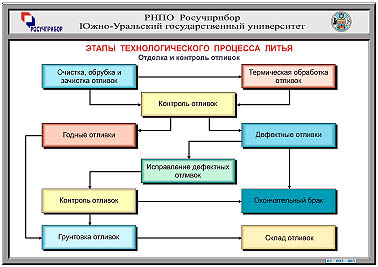 РНПО Росучприбор
Южно-Уральский государственный университет
РОСУЧПРИБОР
ЭТАПЫ ТЕХНОЛОГИЧЕСКОГО ПРОЦЕССА ЛИТЬЯ
Отделка и контроль отливок
Очистка, обрубка и
зачистка отливок
Термическая обработка
отливок
Контроль отливок
Годные отливки
Дефектные отливки
Исправление дефектных
отливок
Контроль отливок
Окончательный брак
Грунтовка отливок
Склад отливок